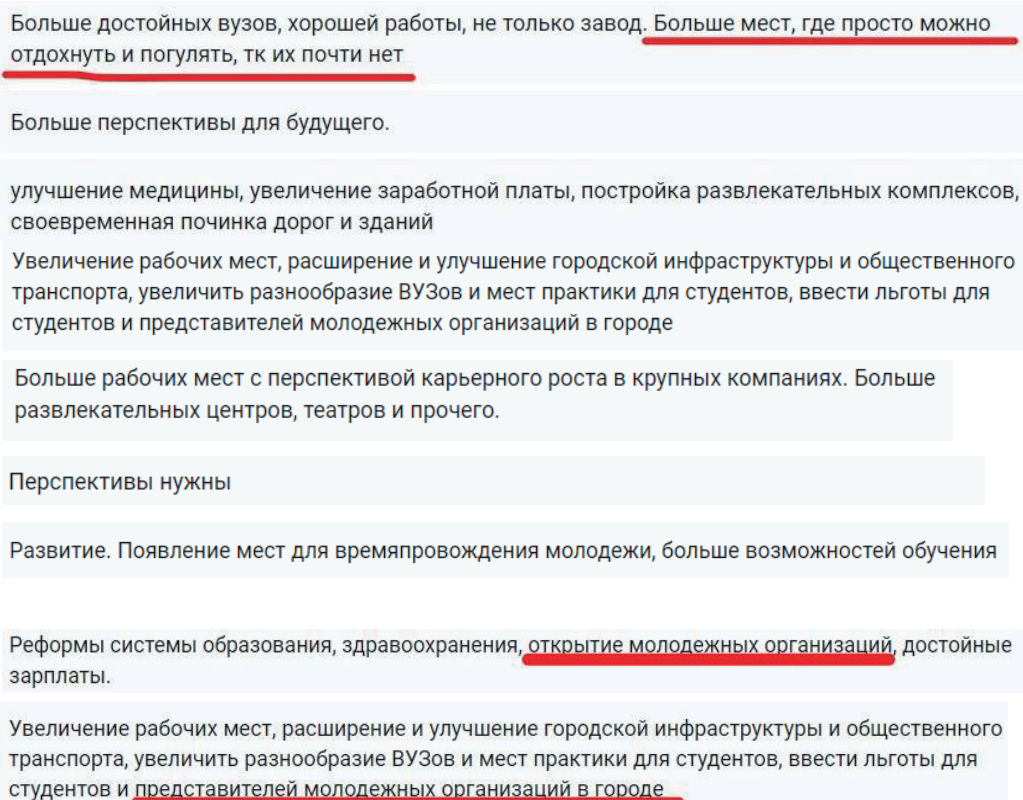 Больше достойных вузов, хорошей работы, не только завод. Больше мест, где просто можно
отдохнуть и погулять, тк их почти нет
Больше перспективы для будущего.
улучшение медицины, увеличение заработной платы, постройка развлекательных комплексов,
своевременная починка дорог и зданий
Увеличение рабочих мест, расширение и улучшение городской инфраструктуры и общественного
транспорта, увеличить разнообразие ВУЗов и мест практики для студентов, ввести льготы для
студентов и представителей молодежных организаций в городе
Больше рабочих мест с перспективой карьерного роста в крупных компаниях. Больше
развлекательных центров, театров и прочего.
Перспективы нужны
Развитие. Появление мест для времяпровождения молодежи, больше возможностей обучения
Реформы системы образования, здравоохранения, открытие молодежных организаций, достойные
зарплаты.
Увеличение рабочих мест, расширение и улучшение городской инфраструктуры и общественного
транспорта, увеличить разнообразие ВУЗов и мест практики для студентов, ввести льготы для
студентов и представителей молодежных организаций в городе